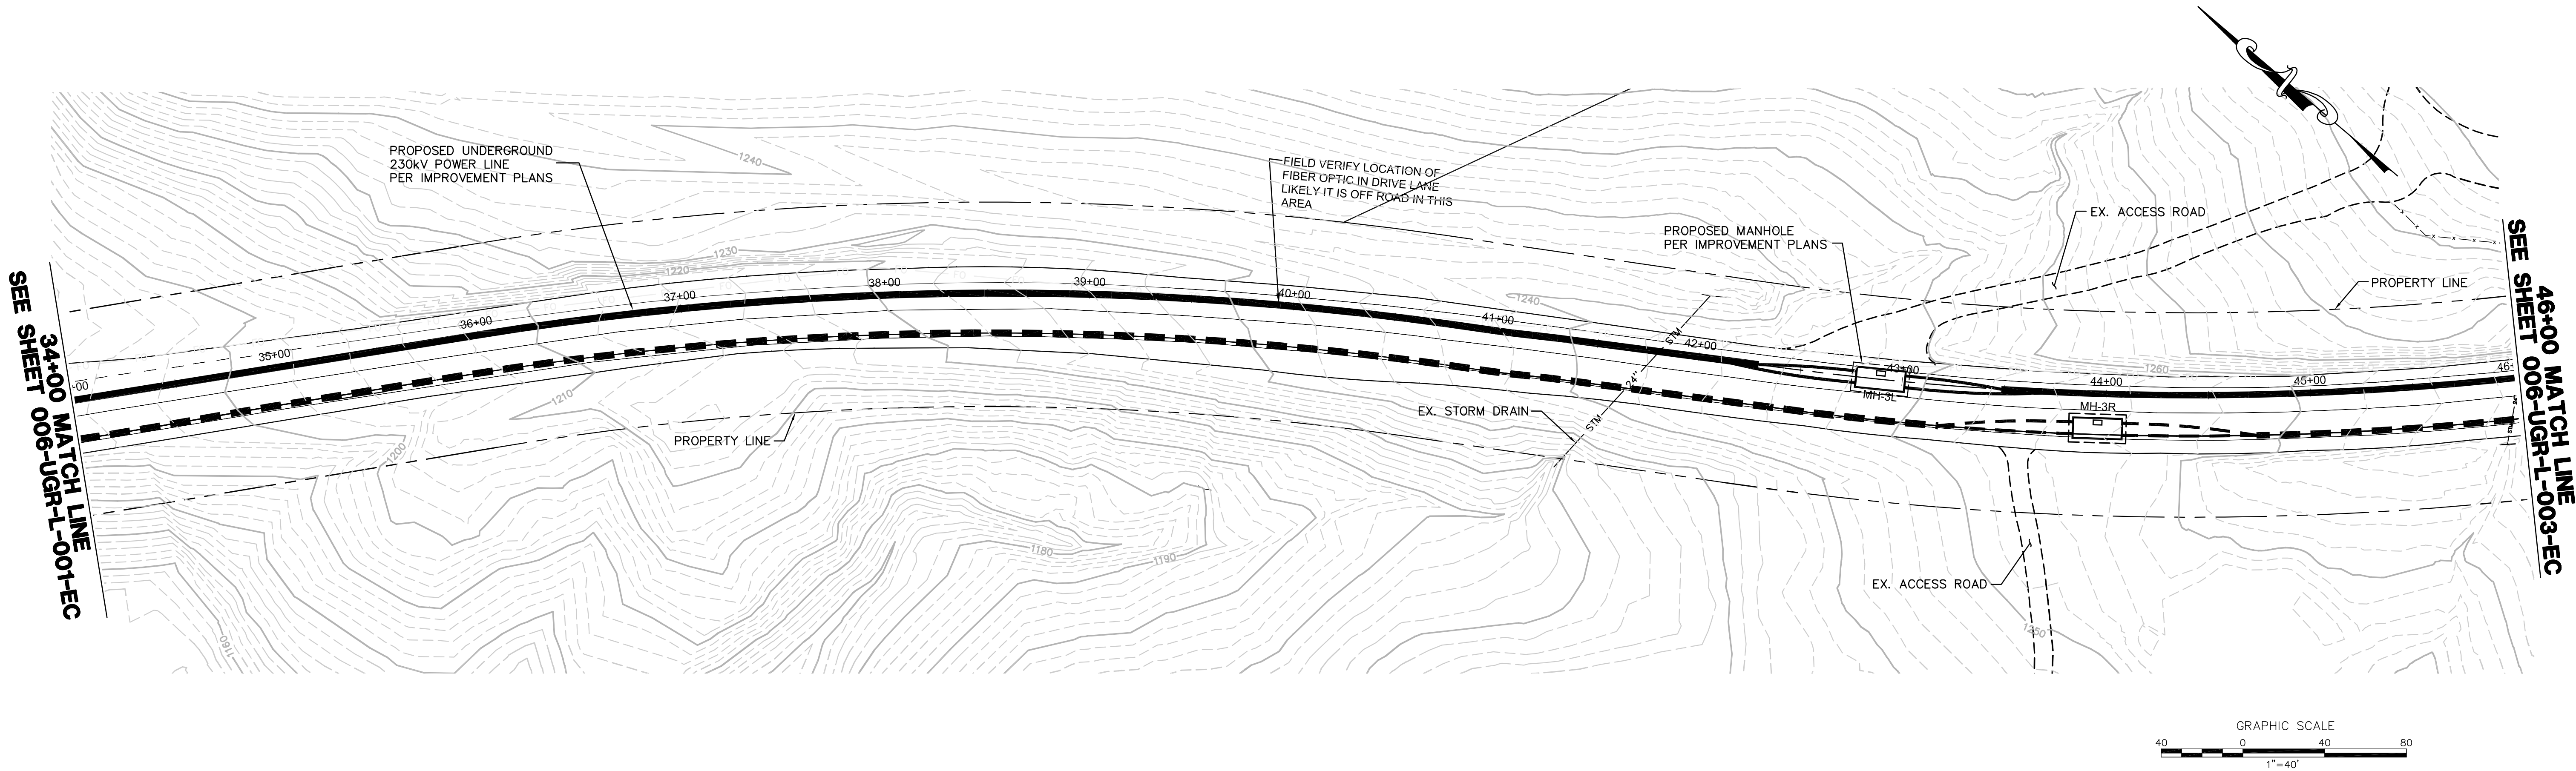 PROPOSED UNDERGROUND
230kV POWER LINE
PER IMPROVEMENT PLANS
1240
FIELD VERIFY LOCATION OF
FIBER OPTIC IN DRIVE LANE
LIKELY IT IS OFF ROAD IN THIS
AREA
PROPOSED MANHOLE
PER IMPROVEMENT PLANS
EX. ACCESS ROAD
PROPERTY LINE
34+00 MATCH LINE
SEE SHEET 006-UGR-L-001-EC
46+00 MATCH LINE
SEE SHEET 006-UGR-L-003-EC
1230
1220
+00
35+00
36+00
37+00
38+00
39+00
40+00
41+00
42+00
43+00
44+00
45+00
46+
1240
STM
24"
STM
MH-3L
MH-3R
1260
1210
1200
PROPERTY LINE
EX. STORM DRAIN
1180
1190
EX. ACCESS ROAD
1250
1160
GRAPHIC SCALE
40 0 40 80
1"=40'